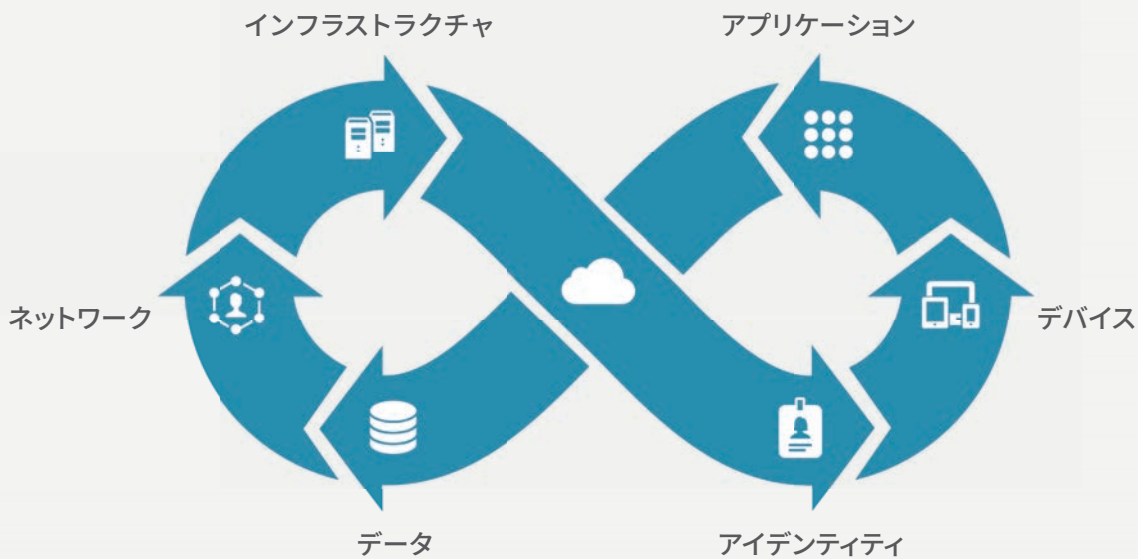 インフラストラクチャ
アプリケーション
ネットワーク
デバイス
データ
アイデンティティ